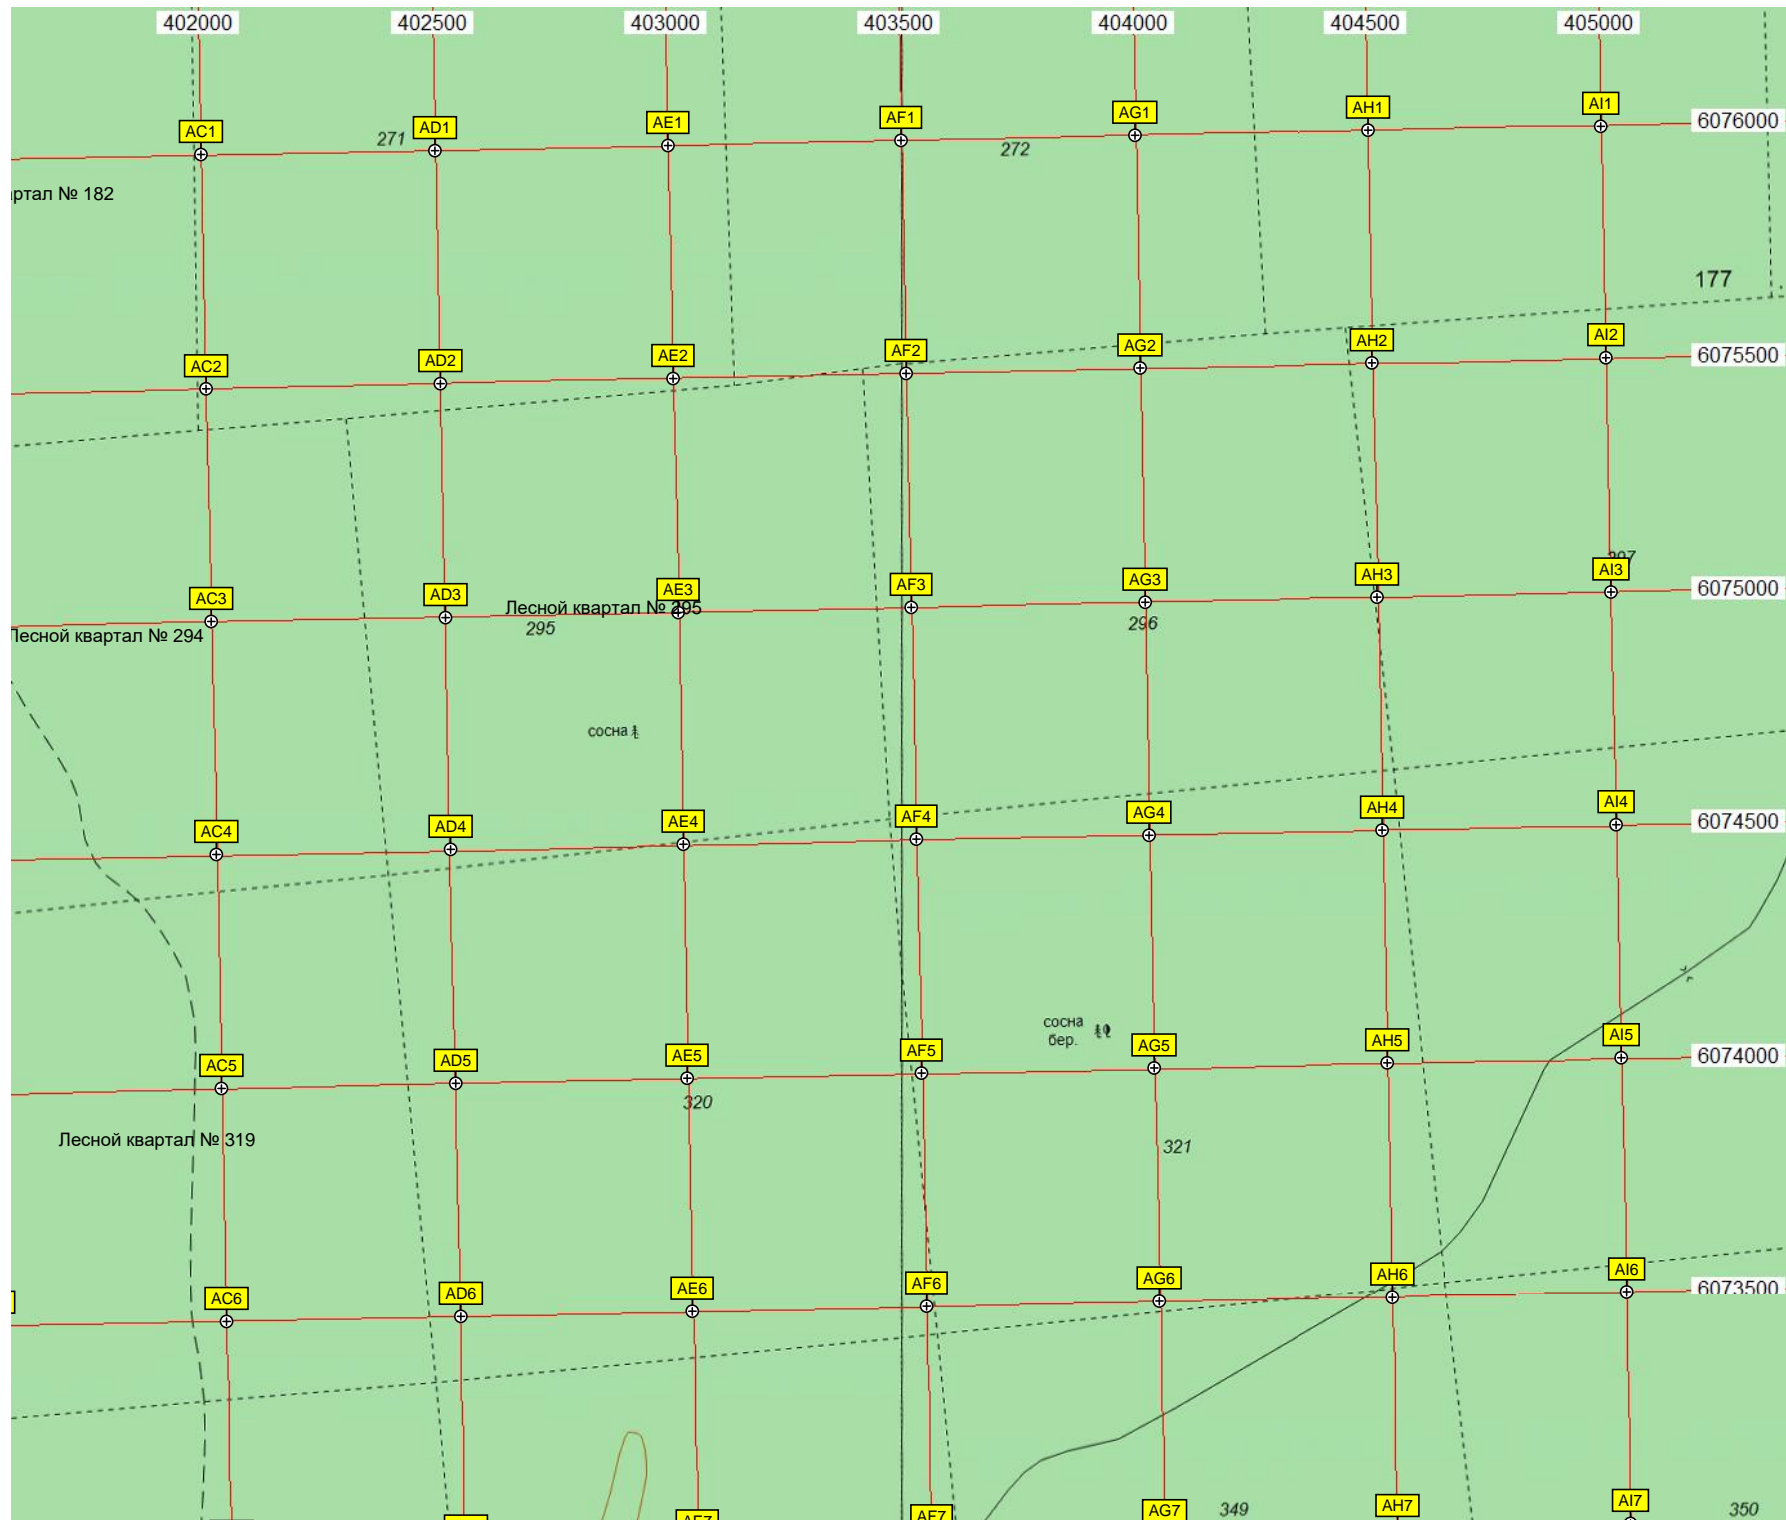 402000 402500 403000 403500 404000 404500 405000
AC1 AD1 AE1 AF1 AG1 AH1 AI1
6076000
271
272
ртал № 182
177
AC2 AD2 AE2 AF2 AG2 AH2 AI2
6075500
297
AC3 AD3 AE3 AF3 AG3 AH3 AI3
6075000
Лесной квартал № 295
295
296
Лесной квартал № 294
сосна
AC4 AD4 AE4 AF4 AG4 AH4 AI4
6074500
сосна
бер.
AC5 AD5 AE5 AF5 AG5 AH5 AI5
6074000
320
Лесной квартал № 319
321
AC6 AD6 AE6 AF6 AG6 AH6 AI6
6073500
AE7 AF7 AG7 AH7 AI7
349
350